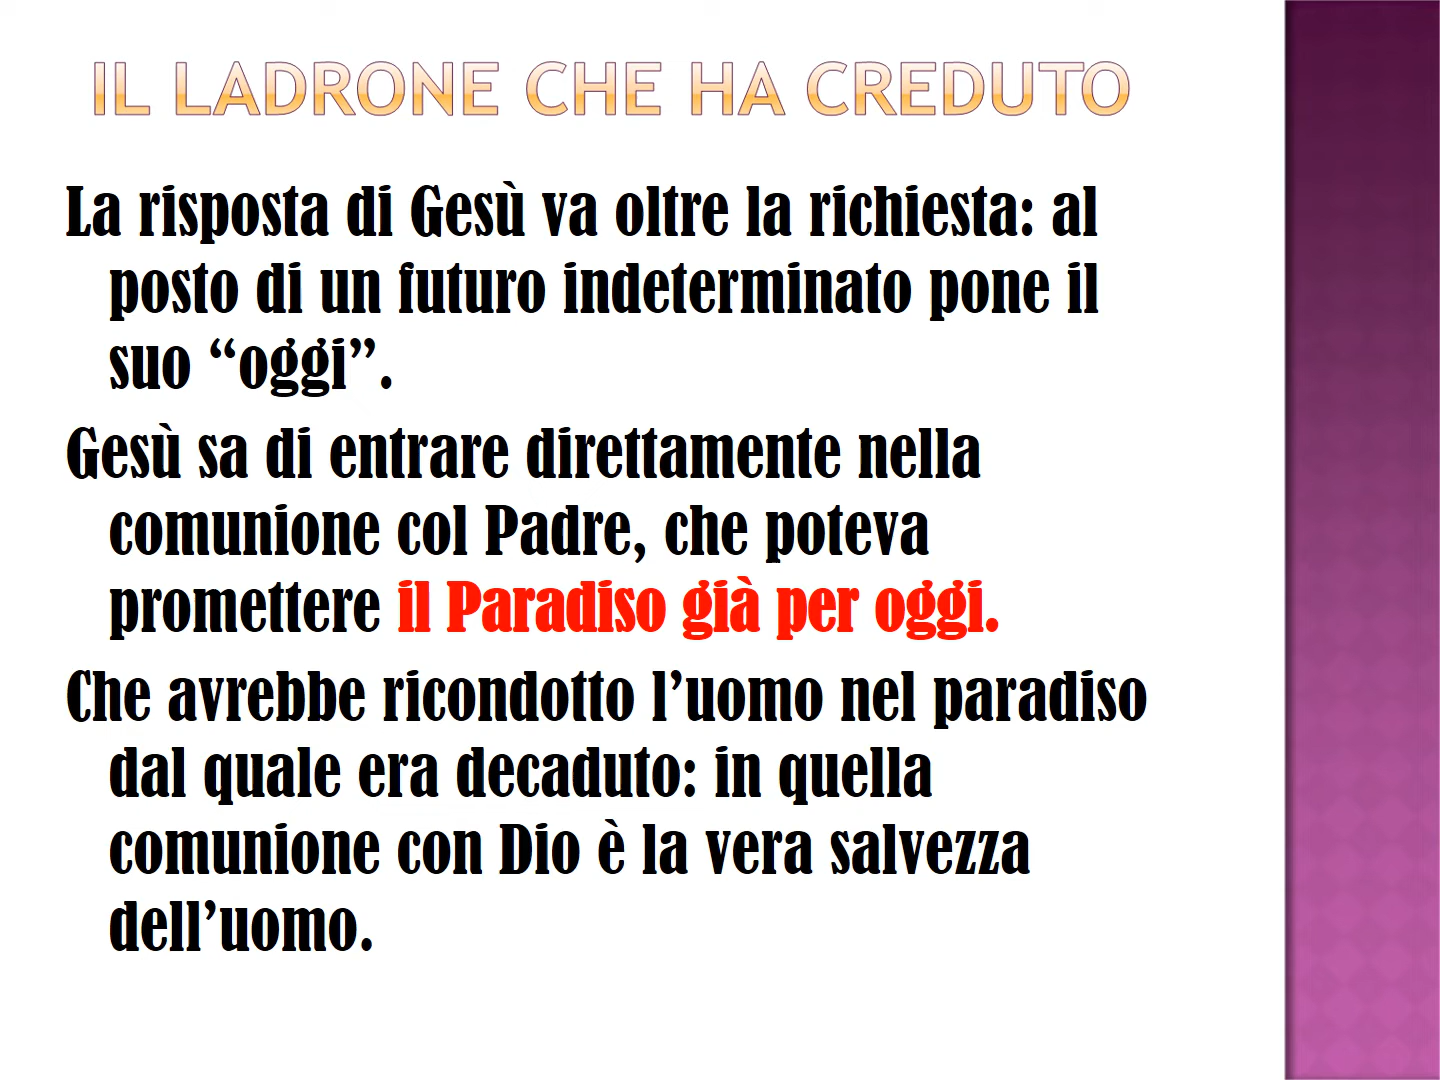 IL LADRONE CHE HA CREDUTO
La risposta di Gesù va oltre la richiesta: al
posto di un futuro indeterminato pone il
suo “oggi”.
Gesù sa di entrare direttamente nella
comunione col Padre, che poteva
promettere il Paradiso già per oggi.
Che avrebbe ricondotto l’uomo nel paradiso
dal quale era decaduto: in quella
comunione con Dio è la vera salvezza
dell’uomo.